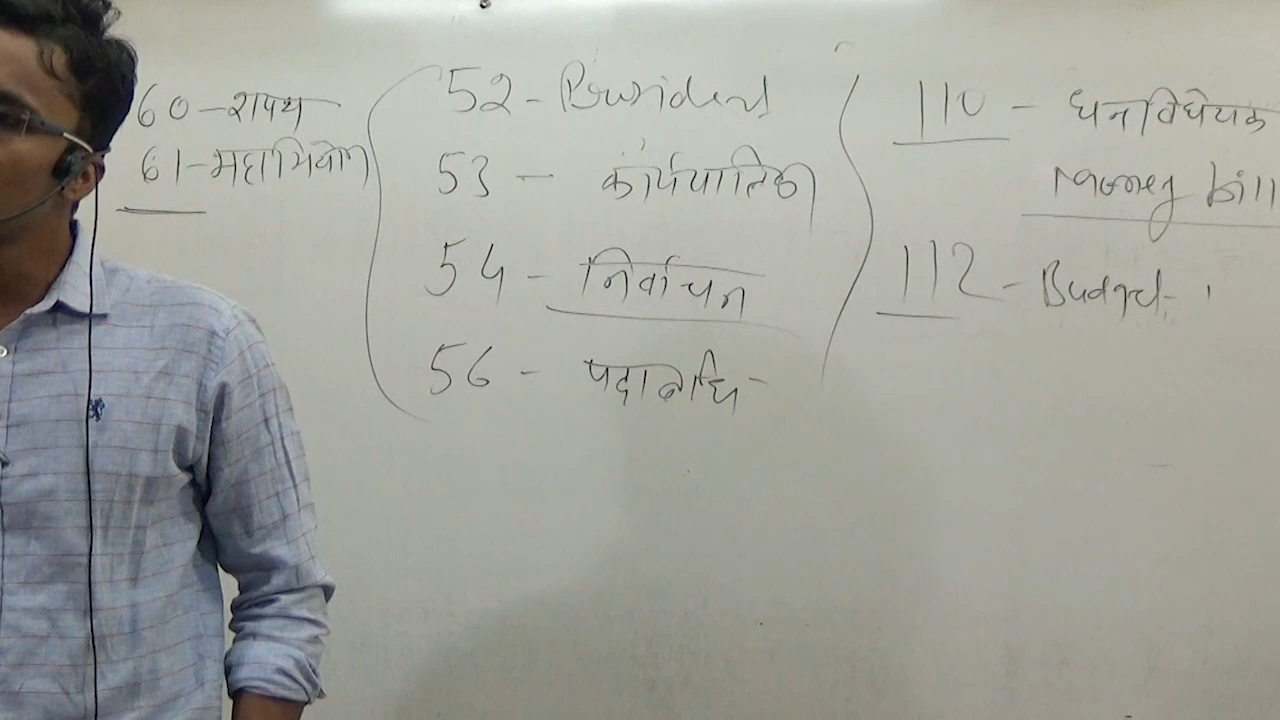 60 - शपथ
61 - महाभियोग
52 - President
53 - कार्यपालिका
54 - निर्वाचन
56 - पदावधि
110 - धन विधेयक
money bill
112 - Budget